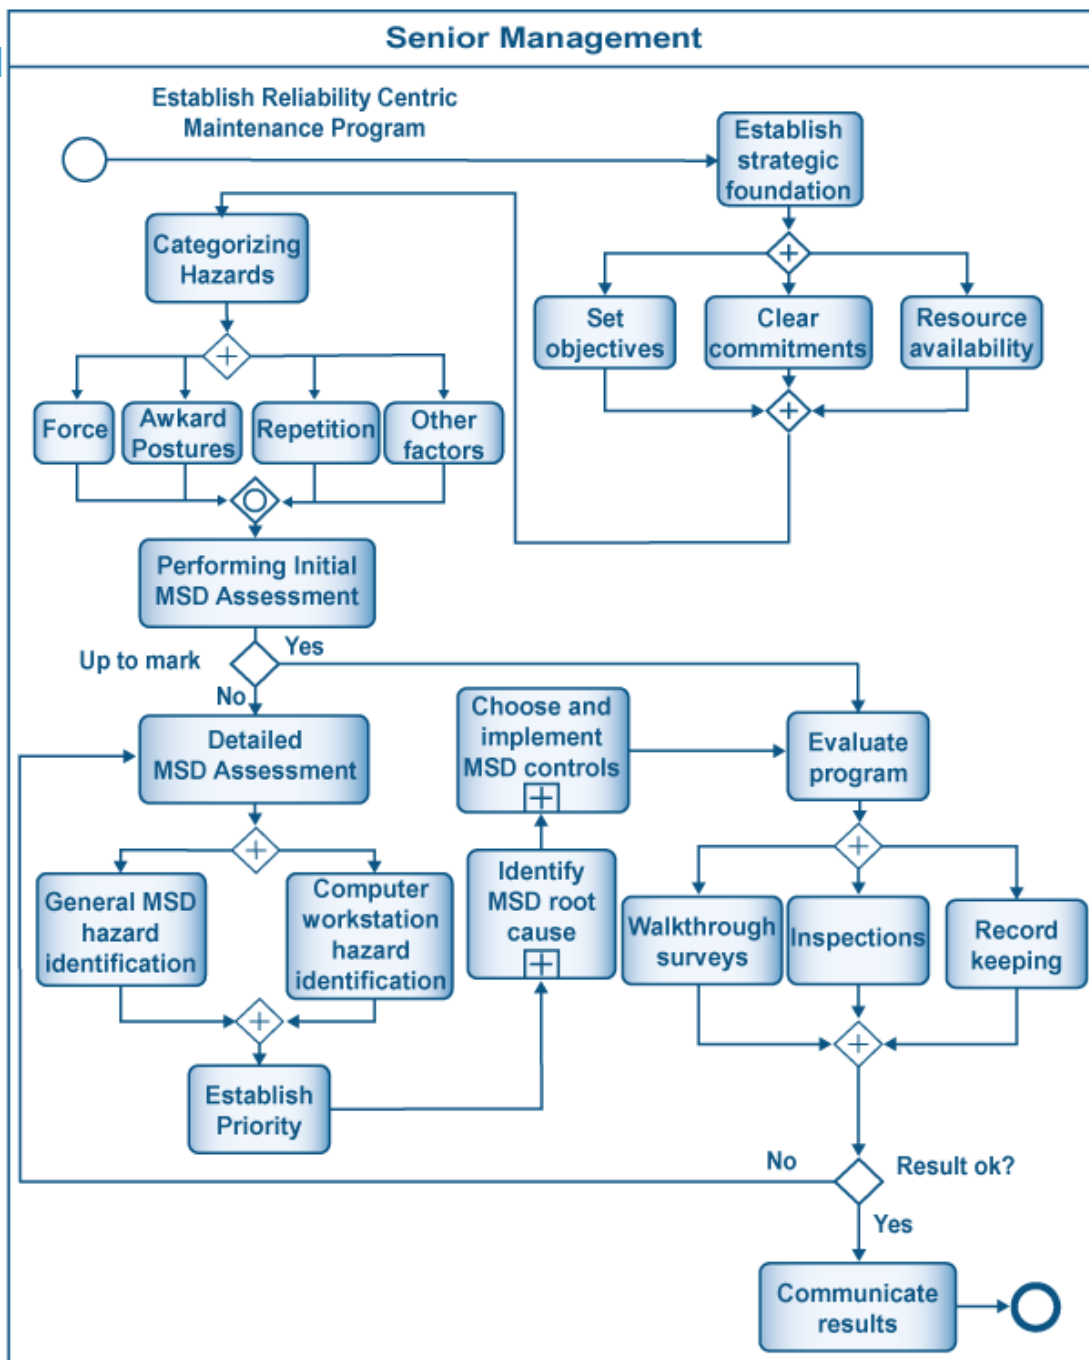 Senior Management
Establish Reliability Centric
Maintenance Program
Establish
strategic
foundation
Categorizing
Hazards
Set
objectives
Clear
commitments
Resource
availability
Force
Awkard
Postures
Repetition
Other
factors
Performing Initial
MSD Assessment
Up to mark
Yes
No
Detailed
MSD Assessment
Choose and
implement
MSD controls
Evaluate
program
General MSD
hazard
identification
Computer
workstation
hazard
identification
Identify
MSD root
cause
Walkthrough
surveys
Inspections
Record
keeping
Establish
Priority
No
Result ok?
Yes
Communicate
results